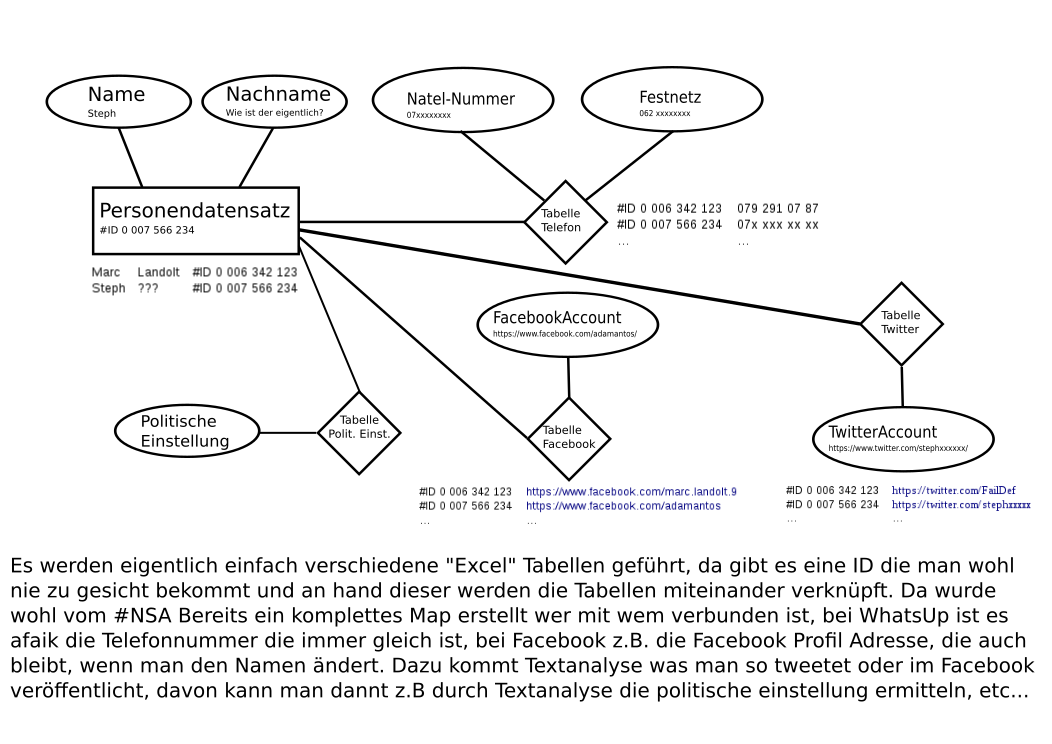 Name
Steph
Nachname
Wie ist der eigentlich?
Natel-Nummer
07xxxxxxxx
Festnetz
062 xxxxxxxx
Personendatensatz
#ID 0 007 566 234
Marc Landolt #ID 0 006 342 123
Steph ??? #ID 0 007 566 234
Tabelle
Telefon
#ID 0 006 342 123 079 291 07 87
#ID 0 007 566 234 07x xxx xx xx
... ...
FacebookAccount
https://www.facebook.com/adamantos/
Tabelle
Twitter
Politische
Einstellung
Tabelle
Polit. Einst.
Tabelle
Facebook
TwitterAccount
https://www.twitter.com/stephxxxxxx/
#ID 0 006 342 123 https://www.facebook.com/marc.landolt.9
#ID 0 007 566 234 https://www.facebook.com/adamantos
... ...
#ID 0 006 342 123 https://twitter.com/FailDef
#ID 0 007 566 234 https://twitter.com/stephxxxxx
... ...
Es werden eigentlich einfach verschiedene "Excel" Tabellen geführt, da gibt es eine ID die man wohl
nie zu gesicht bekommt und an hand dieser werden die Tabellen miteinander verknüpft. Da wurde
wohl vom #NSA Bereits ein komplettes Map erstellt wer mit wem verbunden ist, bei WhatsUp ist es
afaik die Telefonnummer die immer gleich ist, bei Facebook z.B. die Facebook Profil Adresse, die auch
bleibt, wenn man den Namen ändert. Dazu kommt Textanalyse was man so tweetet oder im Facebook
veröffentlicht, davon kann man dannt z.B durch Textanalyse die politische einstellung ermitteln, etc...